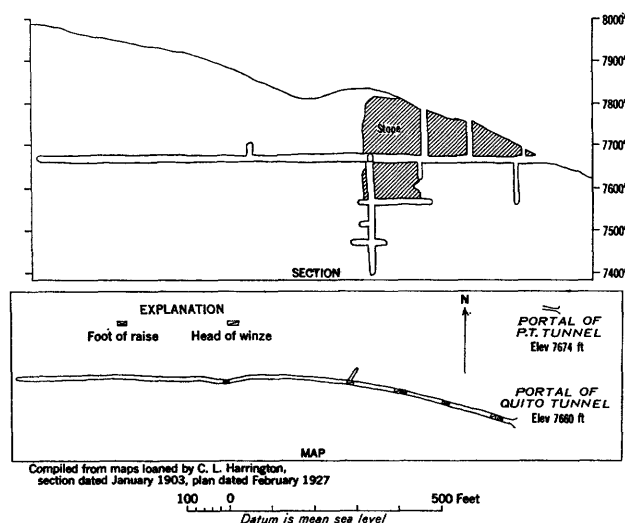 8000'
7900'
7800'
Stope
7700'
7600'
7500'
7400'
SECTION
EXPLANATION
Foot of raise Head of winze
N
PORTAL OF
P.T. TUNNEL
Elev 7674 ft
PORTAL OF
QUITO TUNNEL
Elev 7660 ft
MAP
Compiled from maps loaned by C. L. Harrington,
section dated January 1903, plan dated February 1927
100 0 500 Feet
Datum is mean sea level